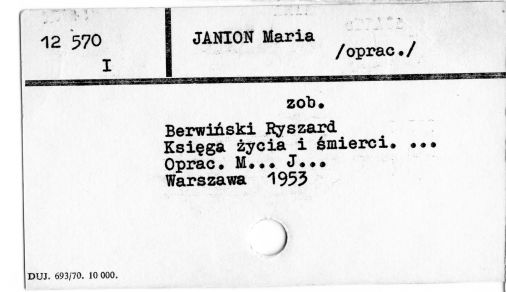 12 570
I
JANION Maria
/oprac./
zob.
Berwiński Ryszard
Księga życia i śmierci. ...
Oprac. M... J...
Warszawa 1953
DUJ. 693/70. 10 000.